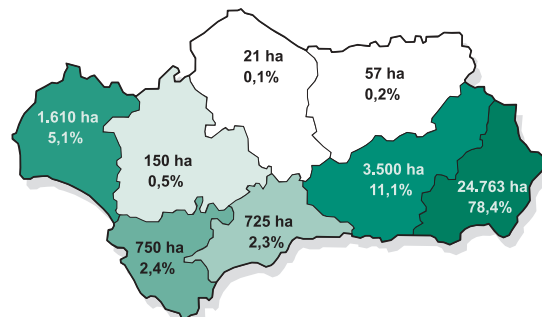 21 ha
0,1%
57 ha
0,2%
1.610 ha
5,1%
150 ha
0,5%
3.500 ha
11,1%
24.763 ha
78,4%
725 ha
2,3%
750 ha
2,4%